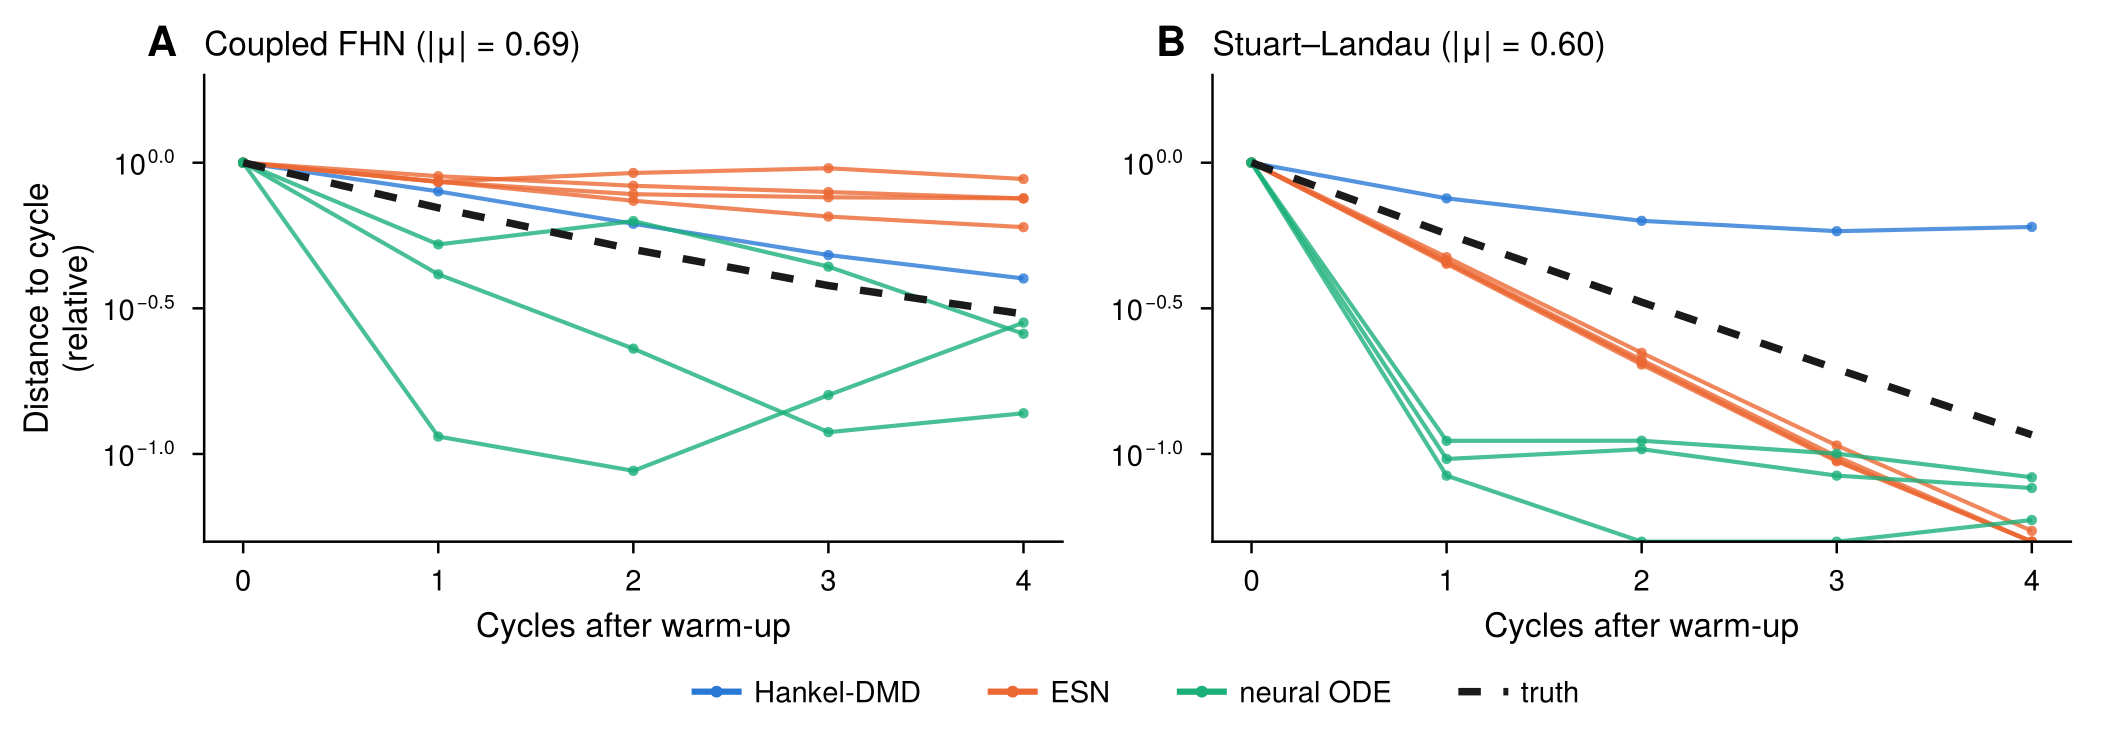 A Coupled FHN (|μ| = 0.69)
Distance to cycle
(relative)
10^0.0
10^−0.5
10^−1.0
0 1 2 3 4
Cycles after warm-up
B Stuart–Landau (|μ| = 0.60)
10^0.0
10^−0.5
10^−1.0
0 1 2 3 4
Cycles after warm-up
Hankel-DMD ESN neural ODE truth